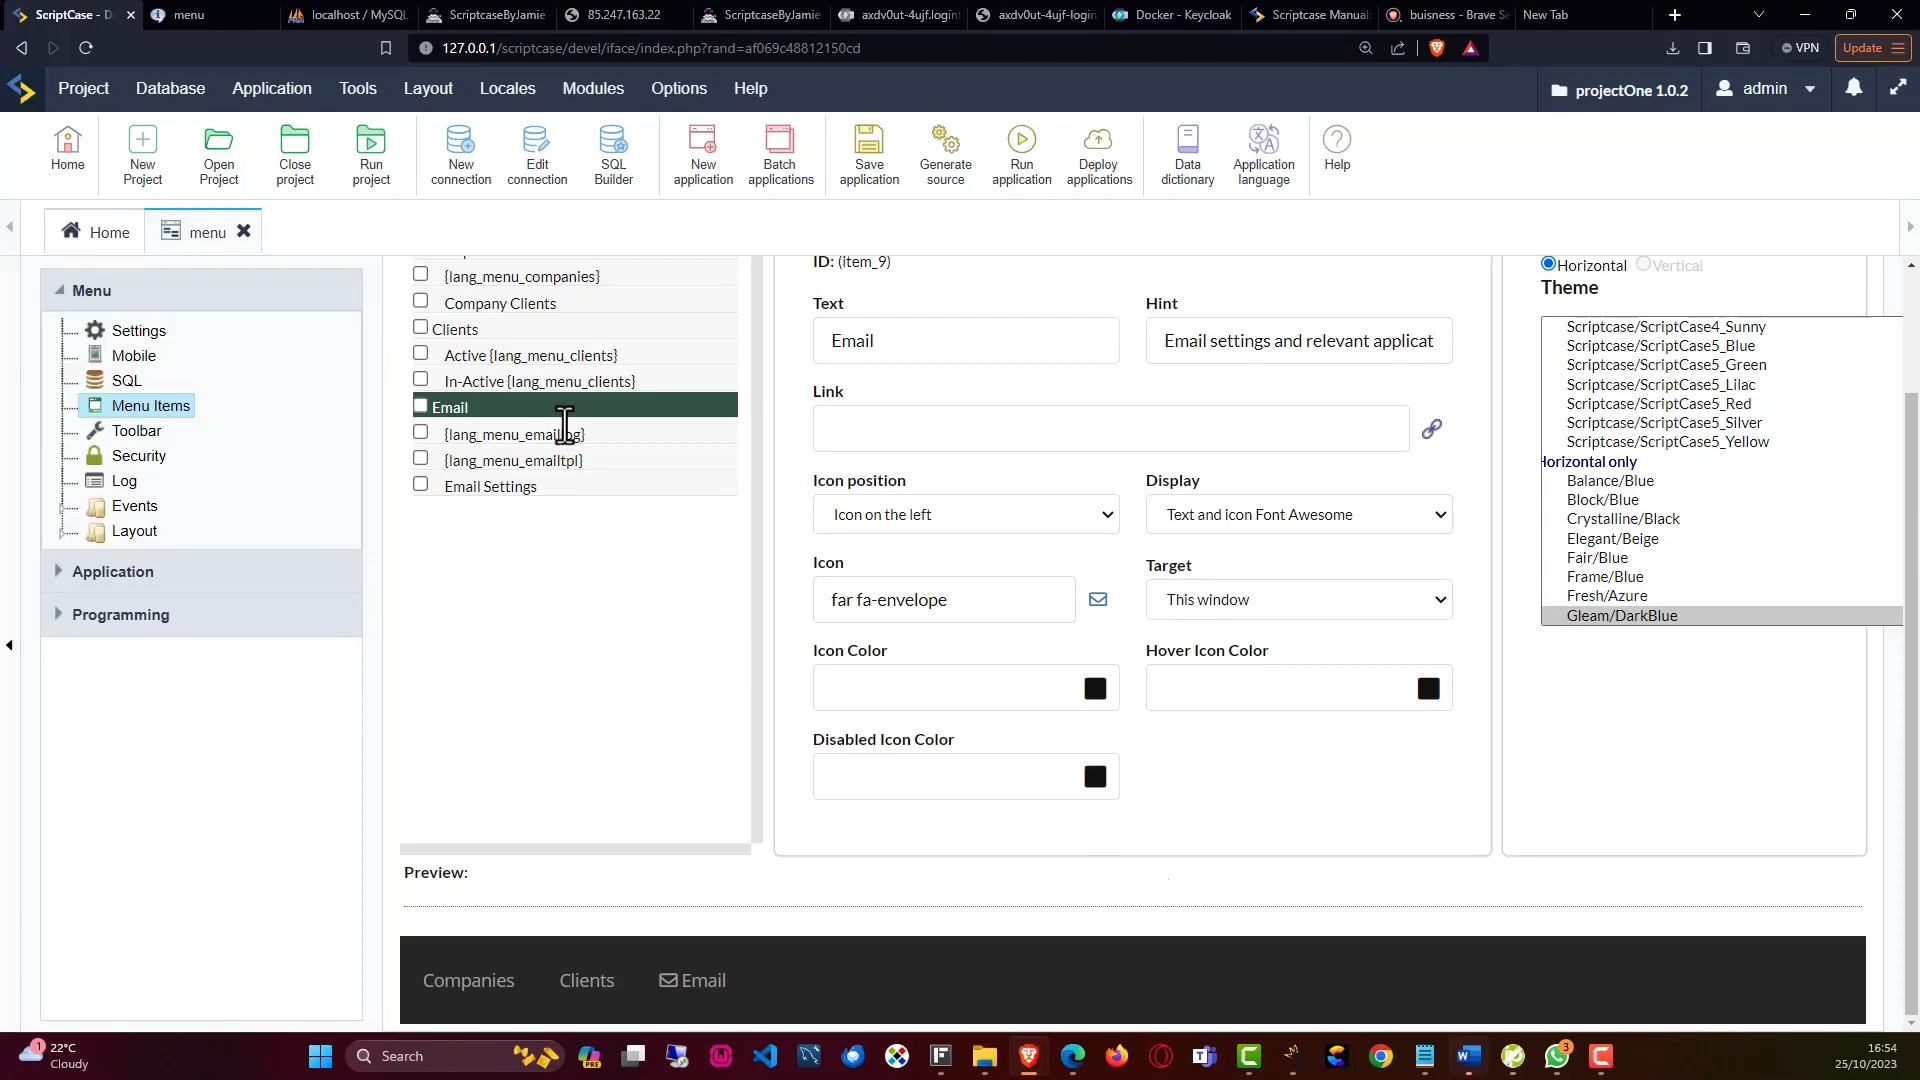 ScriptCase - D
menu
localhost / MySQL
ScriptcaseByJamie
85.247.163.22
ScriptcaseByJamie
axdv0ut-4ujf.logint
axdv0ut-4ujf-login.
Docker - Keycloak
Scriptcase Manual
buisness - Brave Se
New Tab
127.0.0.1/scriptcase/devel/iface/index.php?rand=af069c48812150cd
VPN
Update
Project
Database
Application
Tools
Layout
Locales
Modules
Options
Help
projectOne 1.0.2
admin
Home
New Project
Open Project
Close project
Run project
New connection
Edit connection
SQL Builder
New application
Batch applications
Save application
Generate source
Run application
Deploy applications
Data dictionary
Application language
Help
Home
menu
Menu
Settings
Mobile
SQL
Menu Items
Toolbar
Security
Log
Events
Layout
Application
Programming
{lang_menu_companies}
Company Clients
Clients
Active {lang_menu_clients}
In-Active {lang_menu_clients}
Email
{lang_menu_emaillog}
{lang_menu_emailtpl}
Email Settings
ID: (item_9)
Text
Hint
Email
Email settings and relevant applicat
Link
Icon position
Display
Icon on the left
Text and icon Font Awesome
Icon
Target
far fa-envelope
This window
Icon Color
Hover Icon Color
Disabled Icon Color
Horizontal
Vertical
Theme
Scriptcase/ScriptCase4_Sunny
Scriptcase/ScriptCase5_Blue
Scriptcase/ScriptCase5_Green
Scriptcase/ScriptCase5_Lilac
Scriptcase/ScriptCase5_Red
Scriptcase/ScriptCase5_Silver
Scriptcase/ScriptCase5_Yellow
Horizontal only
Balance/Blue
Block/Blue
Crystalline/Black
Elegant/Beige
Fair/Blue
Frame/Blue
Fresh/Azure
Gleam/DarkBlue
Preview:
Companies
Clients
Email
1
22°C
Cloudy
Search
PRE
3
16:54
25/10/2023